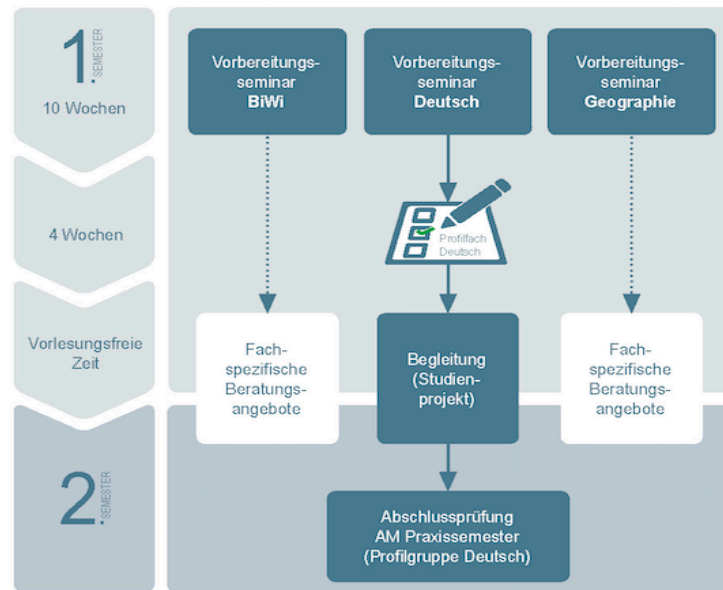 1.
SEMESTER
10 Wochen
4 Wochen
Vorlesungsfreie
Zeit
2.
SEMESTER
Vorbereitungs-
seminar
BiWi
Vorbereitungs-
seminar
Deutsch
Vorbereitungs-
seminar
Geographie
Profilfach
Deutsch
Fach-
spezifische
Beratungs-
angebote
Begleitung
(Studien-
projekt)
Fach-
spezifische
Beratungs-
angebote
Abschlussprüfung
AM Praxissemester
(Profilgruppe Deutsch)